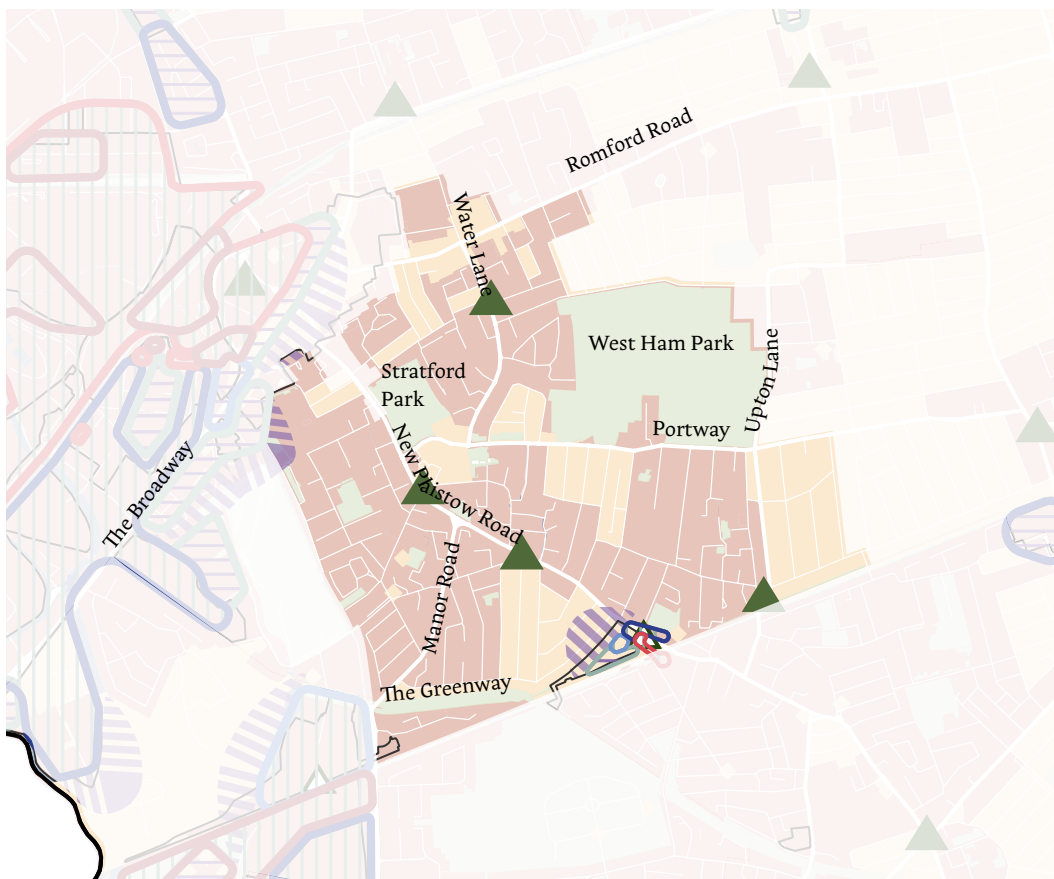 Romford Road
Water Lane
West Ham Park
Upton Lane
Stratford
Park
Portway
New Plaistow Road
The Broadway
Manor Road
The Greenway